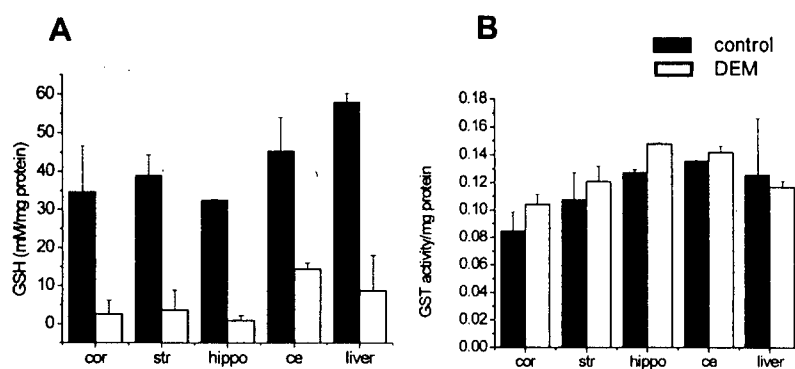 A
B
control
DEM
GSH (mM/mg protein)
60
50
40
30
20
10
0
cor str hippo ce liver
GST activity/mg protein
0.18
0.16
0.14
0.12
0.10
0.08
0.06
0.04
0.02
0.00
cor str hippo ce liver